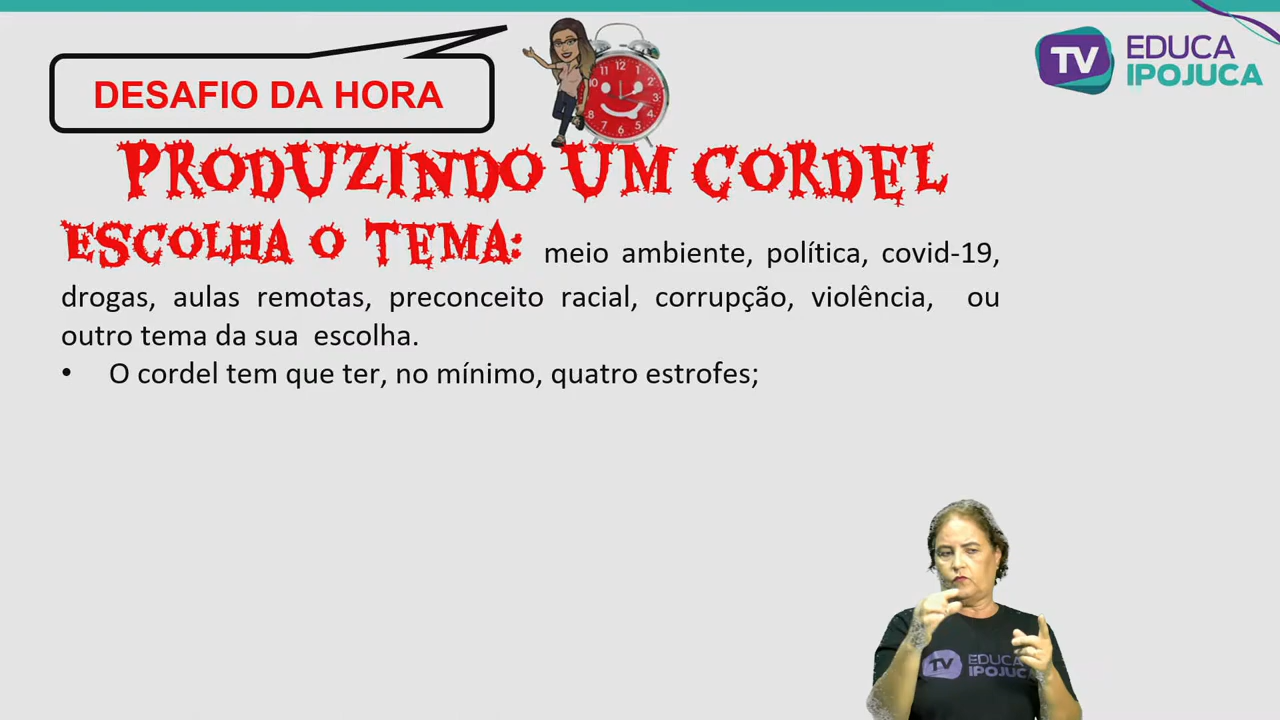 DESAFIO DA HORA
TV EDUCA
IPOJUCA
PRODUZINDO UM CORDEL
ESCOLHA O TEMA: meio ambiente, política, covid-19,
drogas, aulas remotas, preconceito racial, corrupção, violência, ou
outro tema da sua escolha.
• O cordel tem que ter, no mínimo, quatro estrofes;
TV EDUCA
IPOJUCA